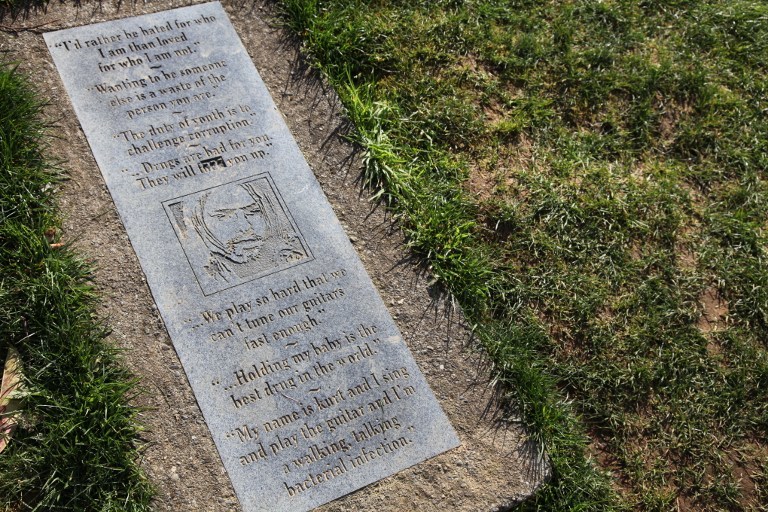 "I'd rather be hated for who
I am than loved
for who I am not."
~
"Wanting to be someone
else is a waste of the
person you are"
~
"The dute of youth is to
challenge corruption."
~
"...Drugs are bad for you.
They will you up."
"...We play so hard that we
can't tune our guitars
fast enough."
~
"...Holding my baby is the
best drug in the world."
~
"My name is kurt and I sing
and play the guitar and I'm
a walking, talking
bacterial infection."